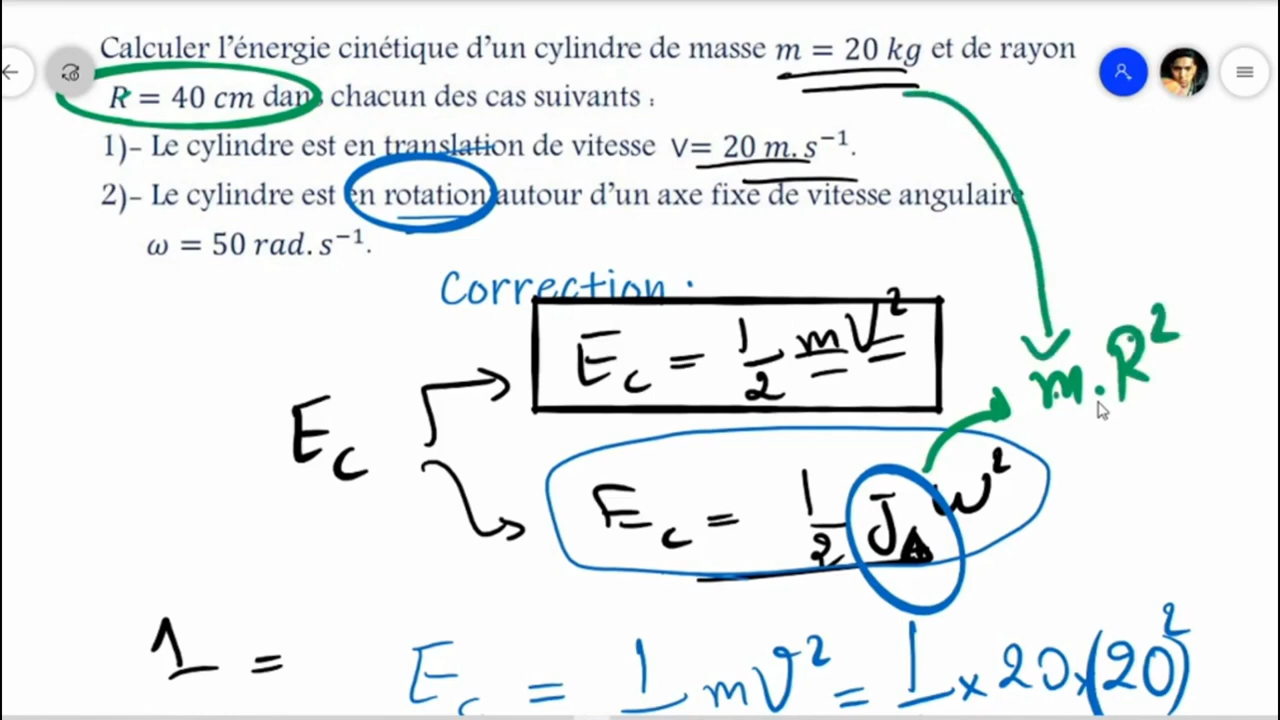 Calculer l'énergie cinétique d'un cylindre de masse m = 20 kg et de rayon
R = 40 cm dans chacun des cas suivants :
1)- Le cylindre est en translation de vitesse V= 20 m.s⁻¹.
2)- Le cylindre est en rotation autour d'un axe fixe de vitesse angulaire
ω = 50 rad.s⁻¹.
Correction :
E_c = 1/2 mV²
m.R²
E_c
E_c = 1/2 J_Δ ω²
1 = E_c = 1 mV² = 1 × 20 × (20)²